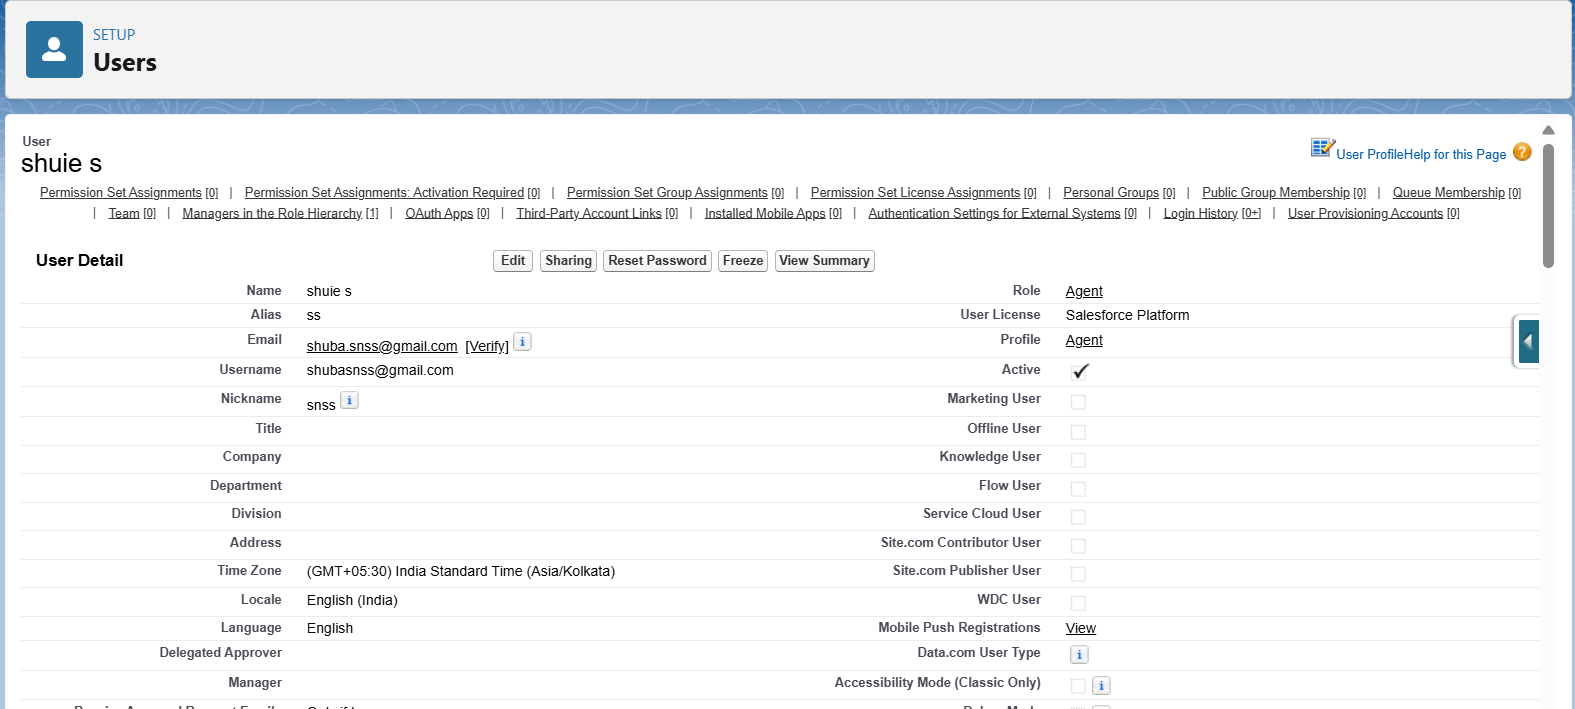 SETUP
Users
User
shuie s
User ProfileHelp for this Page
Permission Set Assignments [0] | Permission Set Assignments: Activation Required [0] | Permission Set Group Assignments [0] | Permission Set License Assignments [0] | Personal Groups [0] | Public Group Membership [0] | Queue Membership [0]
| Team [0] | Managers in the Role Hierarchy [1] | OAuth Apps [0] | Third-Party Account Links [0] | Installed Mobile Apps [0] | Authentication Settings for External Systems [0] | Login History [0+] | User Provisioning Accounts [0]
User Detail Edit Sharing Reset Password Freeze View Summary
Name shuie s Role Agent
Alias ss User License Salesforce Platform
Email shuba.snss@gmail.com [Verify] i Profile Agent
Username shubasnss@gmail.com Active
Nickname snss i Marketing User
Title Offline User
Company Knowledge User
Department Flow User
Division Service Cloud User
Address Site.com Contributor User
Time Zone (GMT+05:30) India Standard Time (Asia/Kolkata) Site.com Publisher User
Locale English (India) WDC User
Language English Mobile Push Registrations View
Delegated Approver Data.com User Type i
Manager Accessibility Mode (Classic Only) i